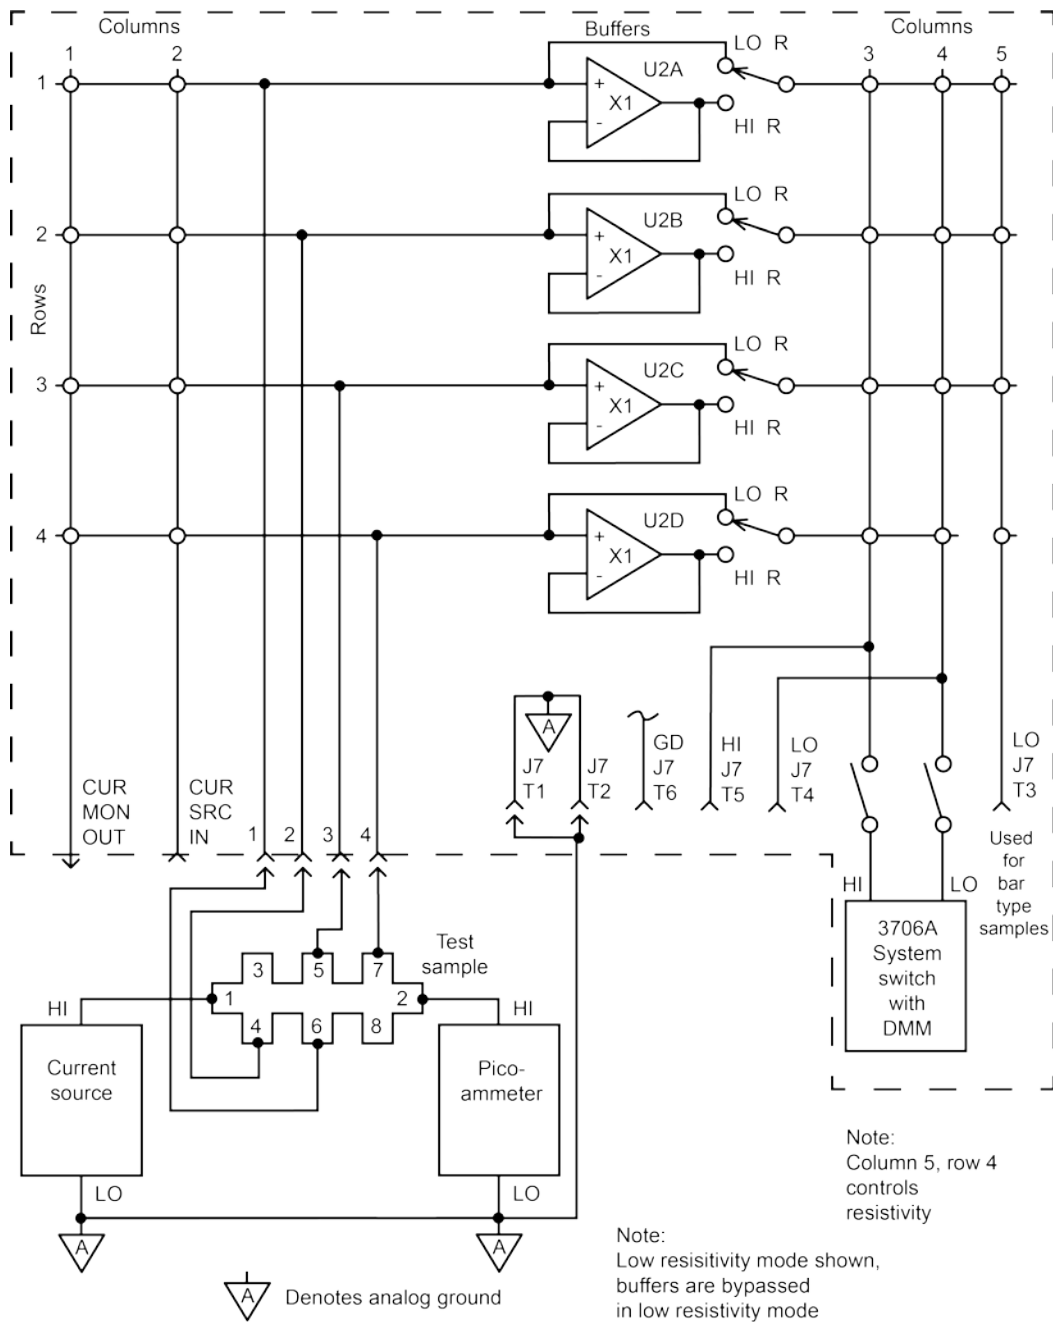 Columns
Buffers
Columns
1
2
3
4
5
Rows
1
+
-
X1
U2A
LO R
HI R
2
+
-
X1
U2B
LO R
HI R
3
+
-
X1
U2C
LO R
HI R
4
+
-
X1
U2D
LO R
HI R
CUR
MON
OUT
CUR
SRC
IN
1
2
3
4
A
J7
T1
J7
T2
GD
J7
T6
HI
J7
T5
LO
J7
T4
LO
J7
T3
Used
for
bar
type
samples
HI
LO
3706A
System
switch
with
DMM
Test
sample
3
5
7
1
2
4
6
8
HI
Current
source
LO
HI
Pico-
ammeter
LO
A
A
A
Denotes analog ground
Note:
Column 5, row 4
controls
resistivity
Note:
Low resisitivity mode shown,
buffers are bypassed
in low resistivity mode